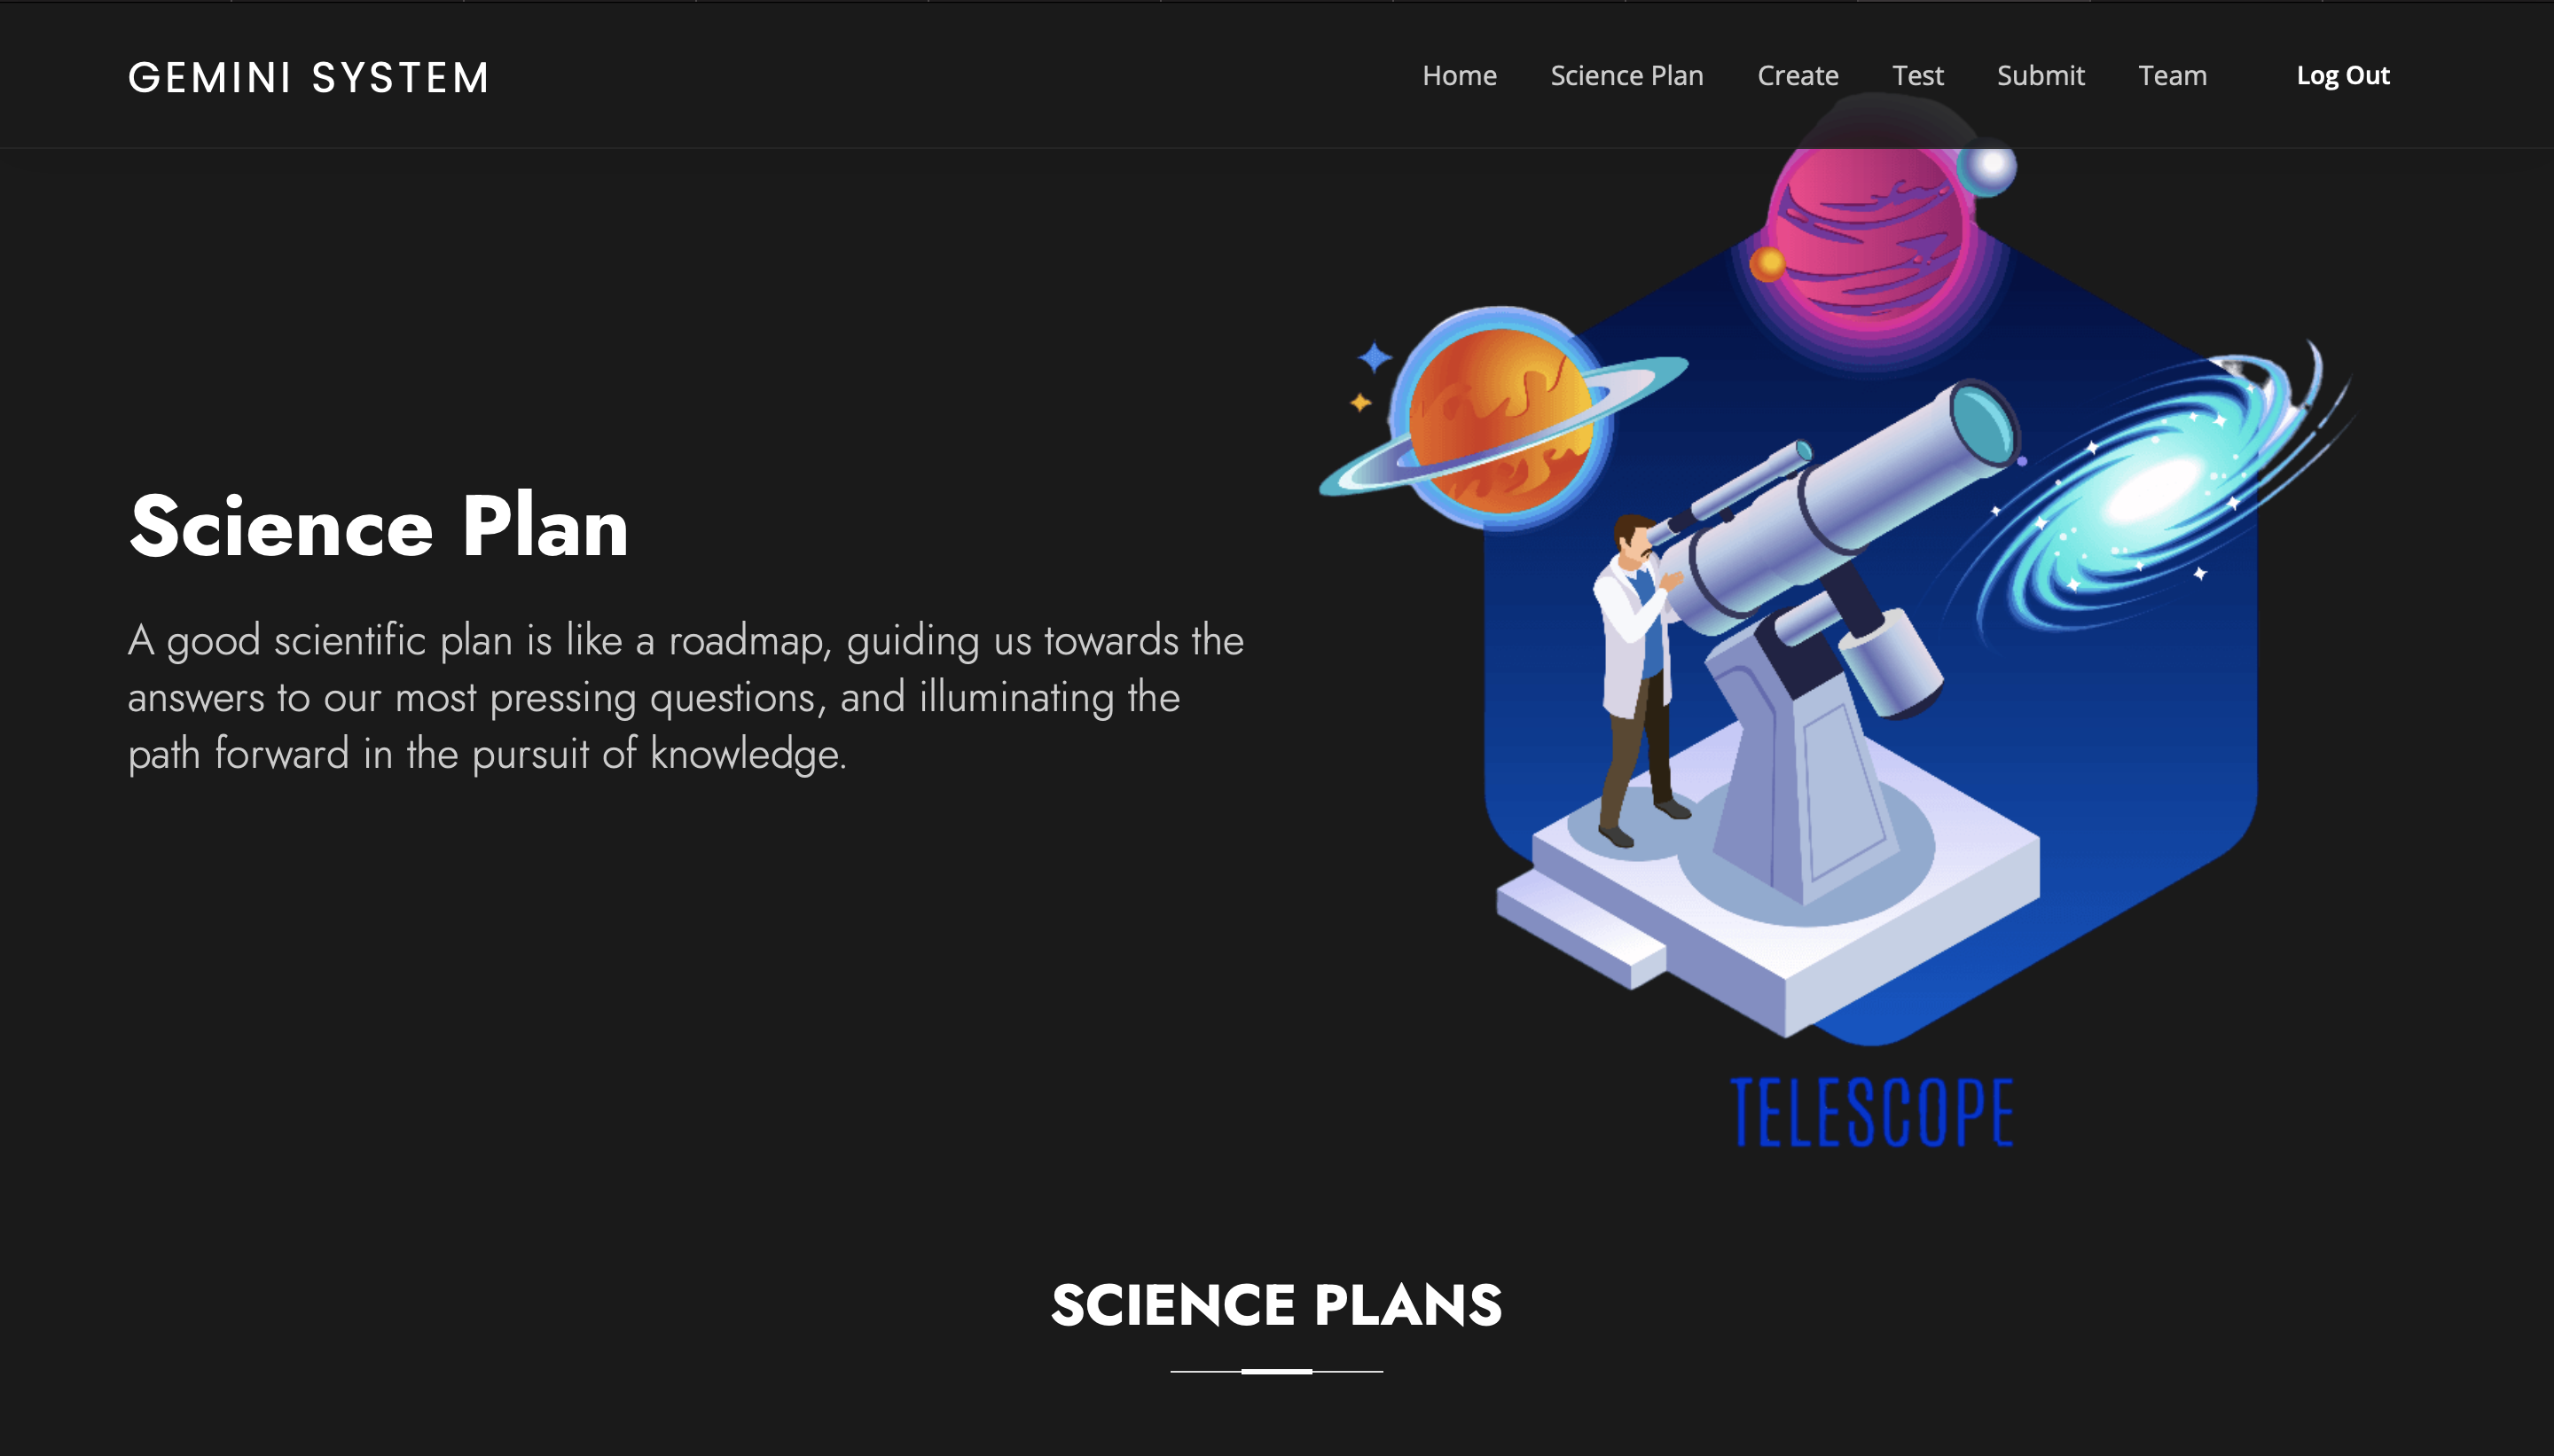 GEMINI SYSTEM
Home Science Plan Create Test Submit Team Log Out
Science Plan
A good scientific plan is like a roadmap, guiding us towards the
answers to our most pressing questions, and illuminating the
path forward in the pursuit of knowledge.
TELESCOPE
SCIENCE PLANS